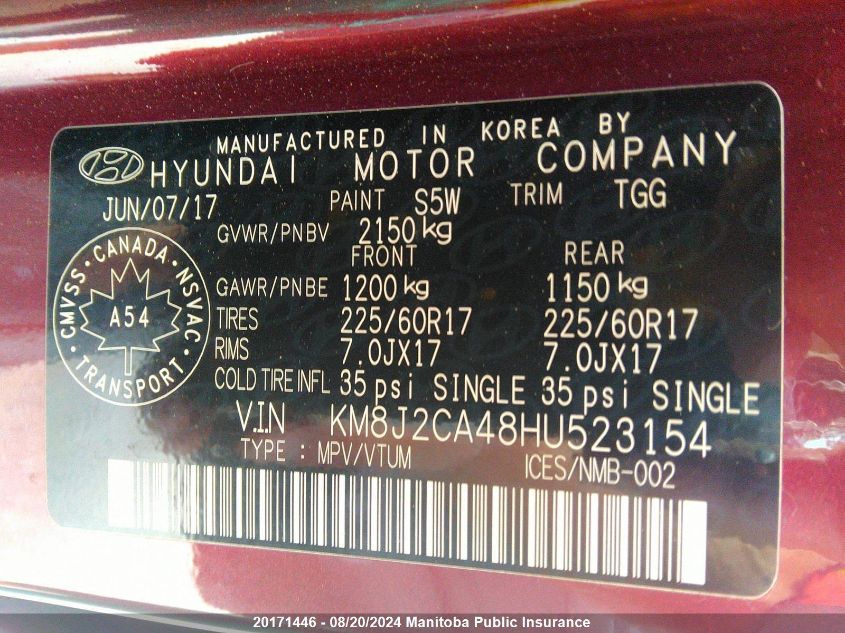 MANUFACTURED IN KOREA BY
HYUNDAI MOTOR COMPANY
JUN/07/17 PAINT S5W TRIM TGG
GVWR/PNBV 2150 kg
FRONT REAR
GAWR/PNBE 1200 kg 1150 kg
TIRES 225/60R17 225/60R17
RIMS 7.0JX17 7.0JX17
COLD TIRE INFL 35 psi SINGLE 35 psi SINGLE
V.I.N KM8J2CA48HU523154
TYPE : MPV/VTUM ICES/NMB-002
CMVSS · CANADA · NSVAC · TRANSPORT ·
A54
20171446 - 08/20/2024 Manitoba Public Insurance